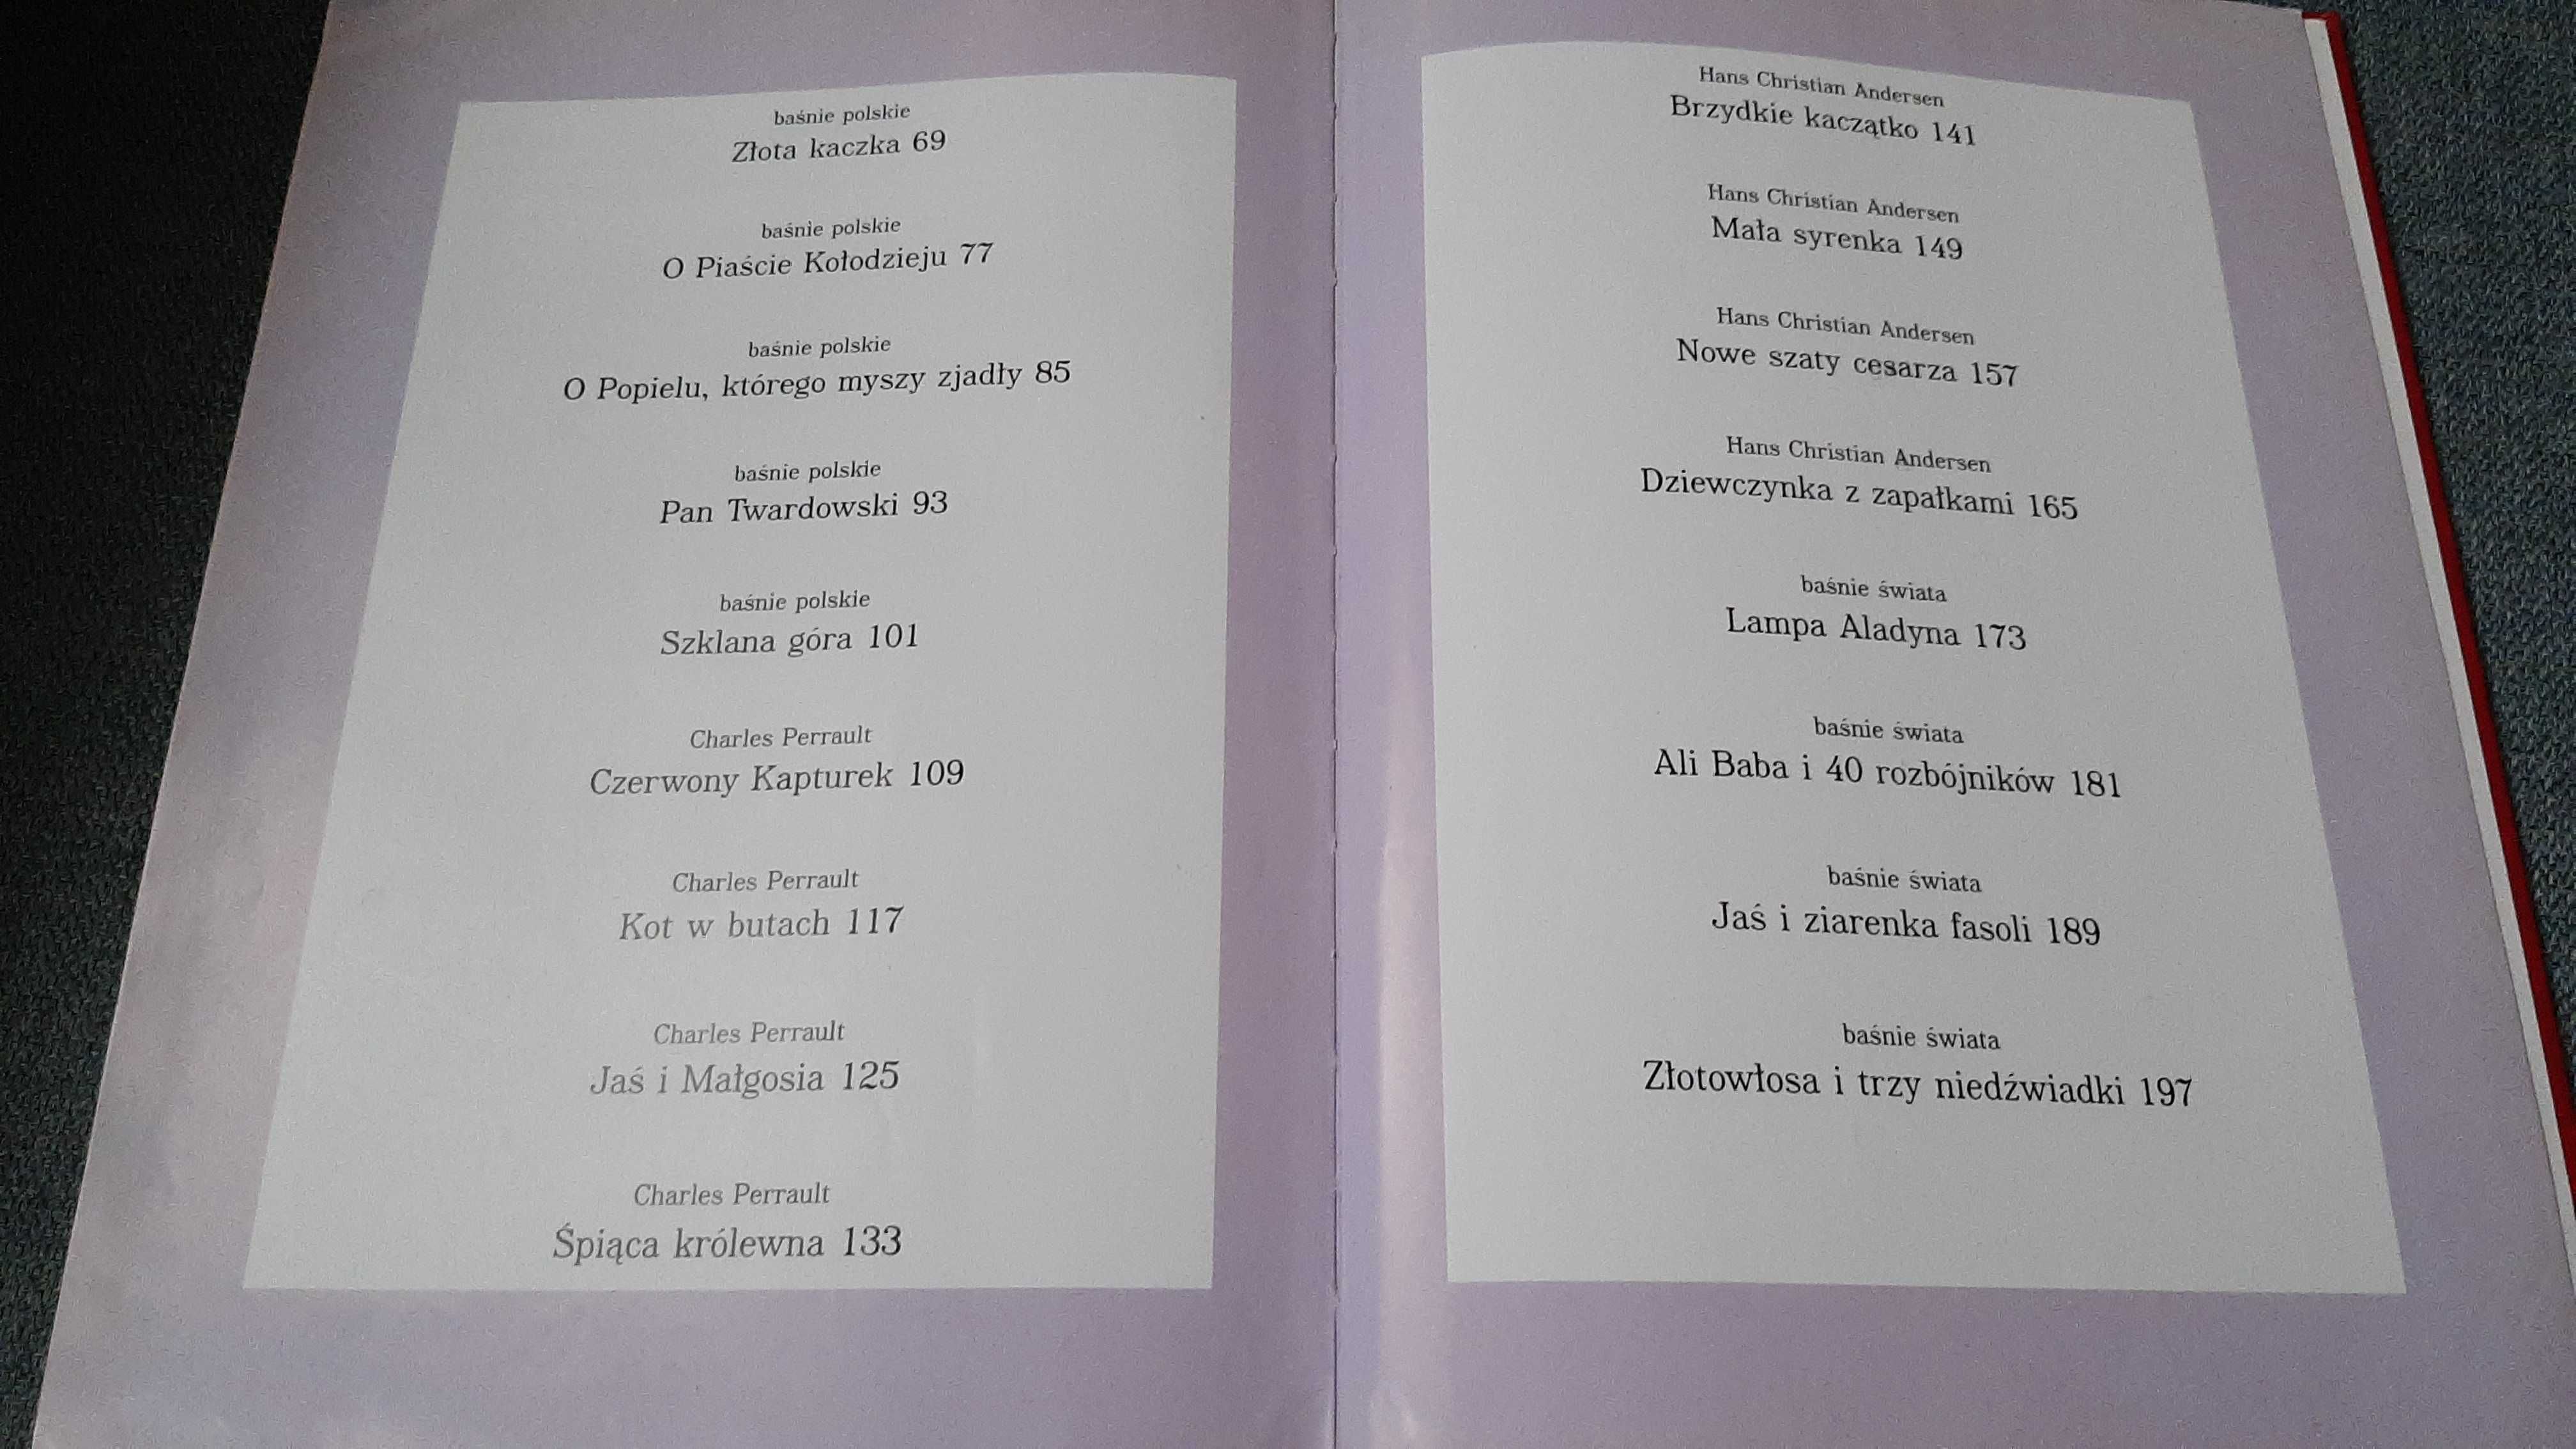 baśnie polskie
Złota kaczka 69
baśnie polskie
O Piaście Kołodzieju 77
baśnie polskie
O Popielu, którego myszy zjadły 85
baśnie polskie
Pan Twardowski 93
baśnie polskie
Szklana góra 101
Charles Perrault
Czerwony Kapturek 109
Charles Perrault
Kot w butach 117
Charles Perrault
Jaś i Małgosia 125
Charles Perrault
Śpiąca królewna 133
Hans Christian Andersen
Brzydkie kaczątko 141
Hans Christian Andersen
Mała syrenka 149
Hans Christian Andersen
Nowe szaty cesarza 157
Hans Christian Andersen
Dziewczynka z zapałkami 165
baśnie świata
Lampa Aladyna 173
baśnie świata
Ali Baba i 40 rozbójników 181
baśnie świata
Jaś i ziarenka fasoli 189
baśnie świata
Złotowłosa i trzy niedźwiadki 197